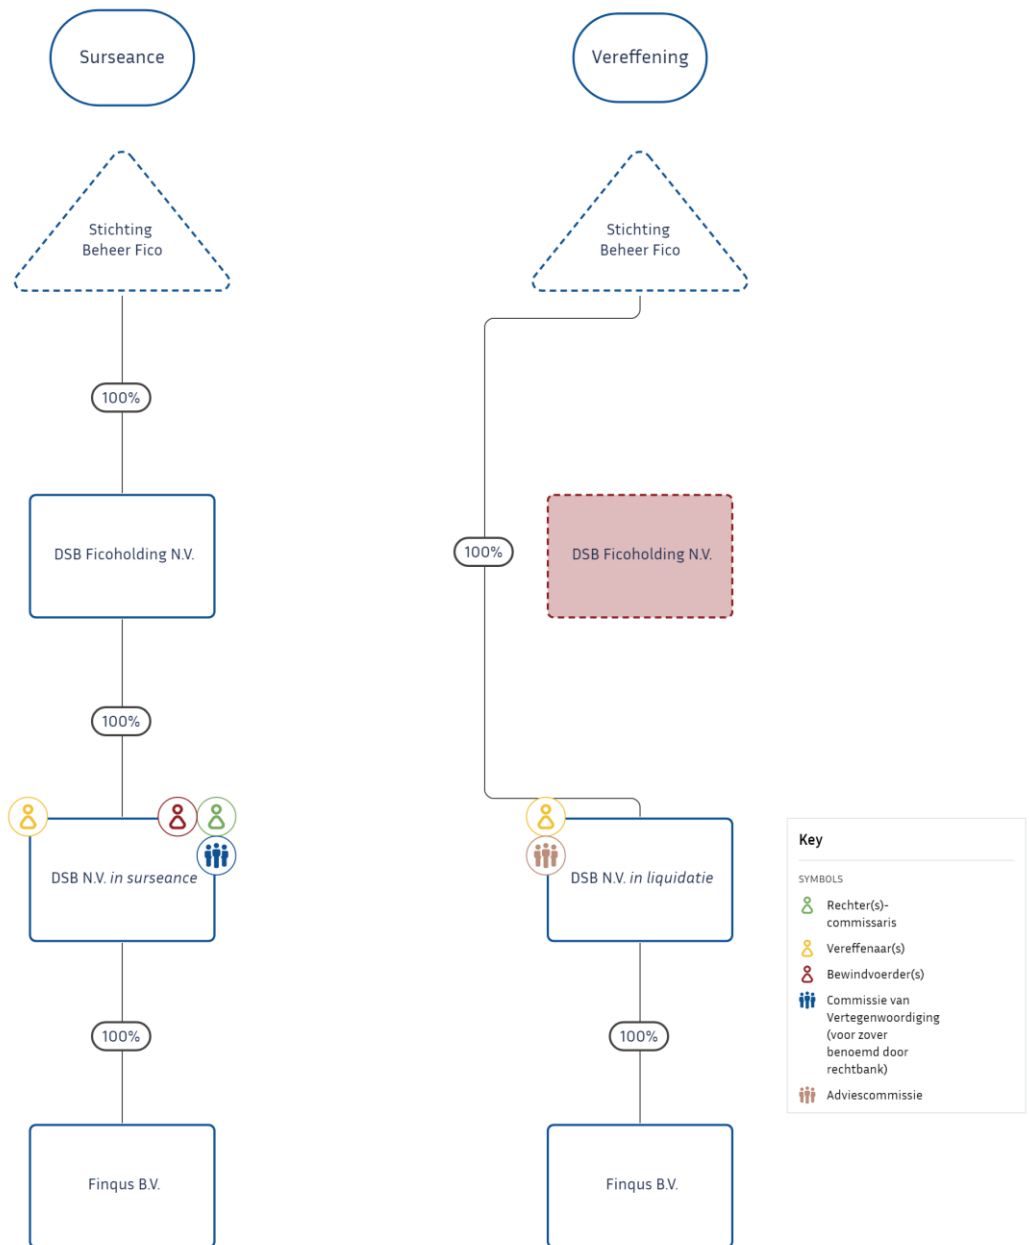 Surseance
Vereffening
Stichting
Beheer Fico
Stichting
Beheer Fico
100%
DSB Ficoholding N.V.
100%
DSB Ficoholding N.V.
100%
DSB N.V. in surseance
DSB N.V. in liquidatie
100%
100%
Finqus B.V.
Finqus B.V.
Key
SYMBOLS
Rechter(s)-
commissaris
Vereffenaar(s)
Bewindvoerder(s)
Commissie van
Vertegenwoordiging
(voor zover
benoemd door
rechtbank)
Adviescommissie